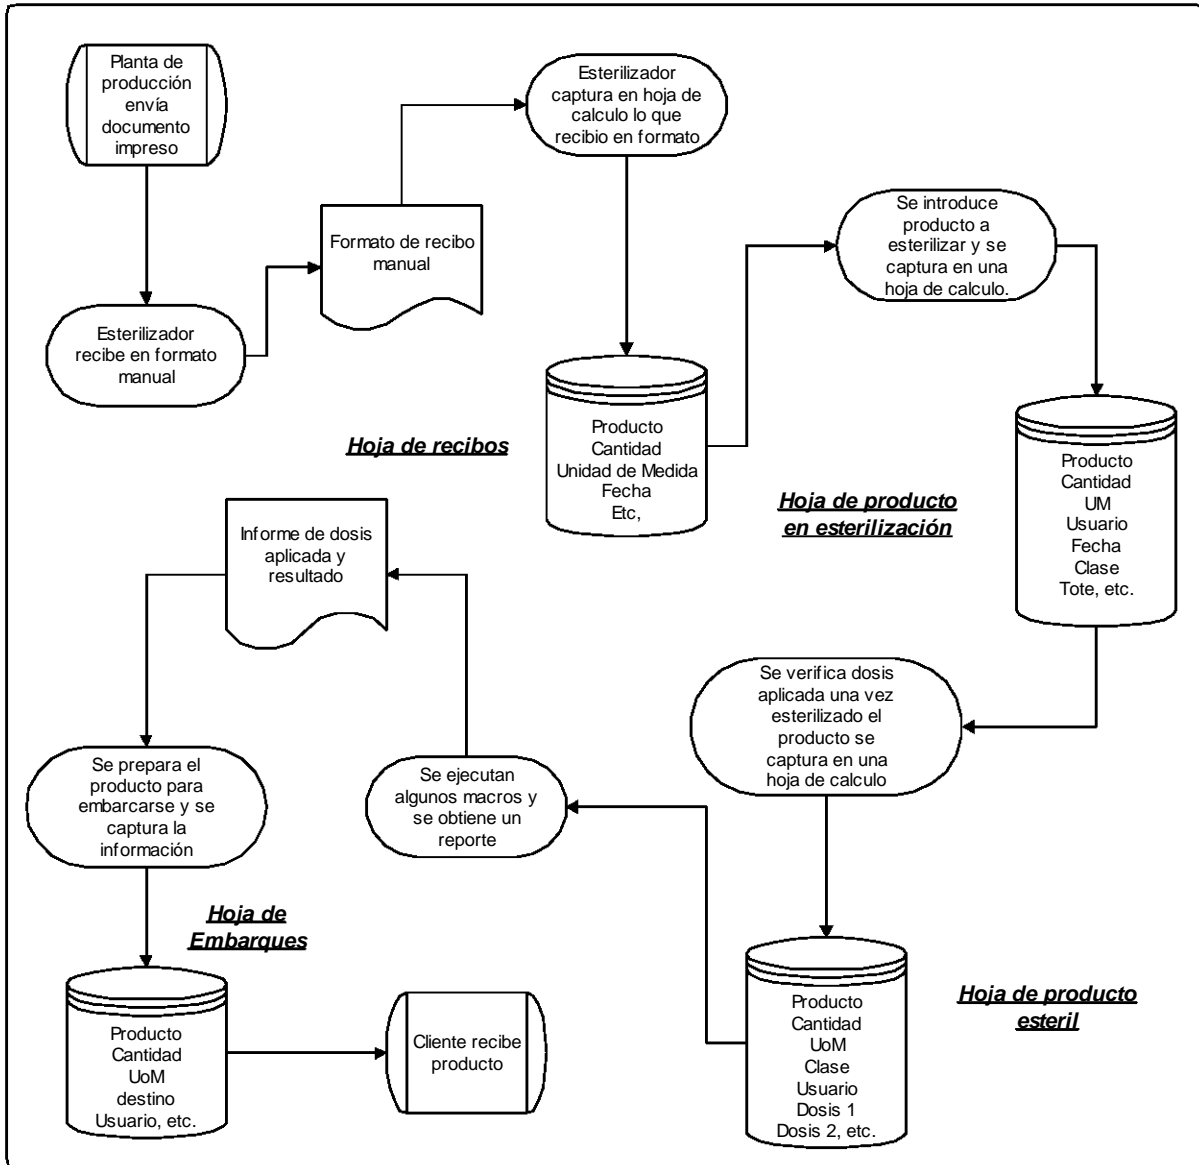 Planta de
producción
envía
documento
impreso
Esterilizador
recibe en formato
manual
Formato de recibo
manual
Esterilizador
captura en hoja de
calculo lo que
recibio en formato
Hoja de recibos
Producto
Cantidad
Unidad de Medida
Fecha
Etc,
Se introduce
producto a
esterilizar y se
captura en una
hoja de calculo.
Hoja de producto
en esterilización
Producto
Cantidad
UM
Usuario
Fecha
Clase
Tote, etc.
Se verifica dosis
aplicada una vez
esterilizado el
producto se
captura en una
hoja de calculo
Hoja de producto
esteril
Producto
Cantidad
UoM
Clase
Usuario
Dosis 1
Dosis 2, etc.
Se ejecutan
algunos macros y
se obtiene un
reporte
Informe de dosis
aplicada y
resultado
Se prepara el
producto para
embarcarse y se
captura la
información
Hoja de
Embarques
Producto
Cantidad
UoM
destino
Usuario, etc.
Cliente recibe
producto